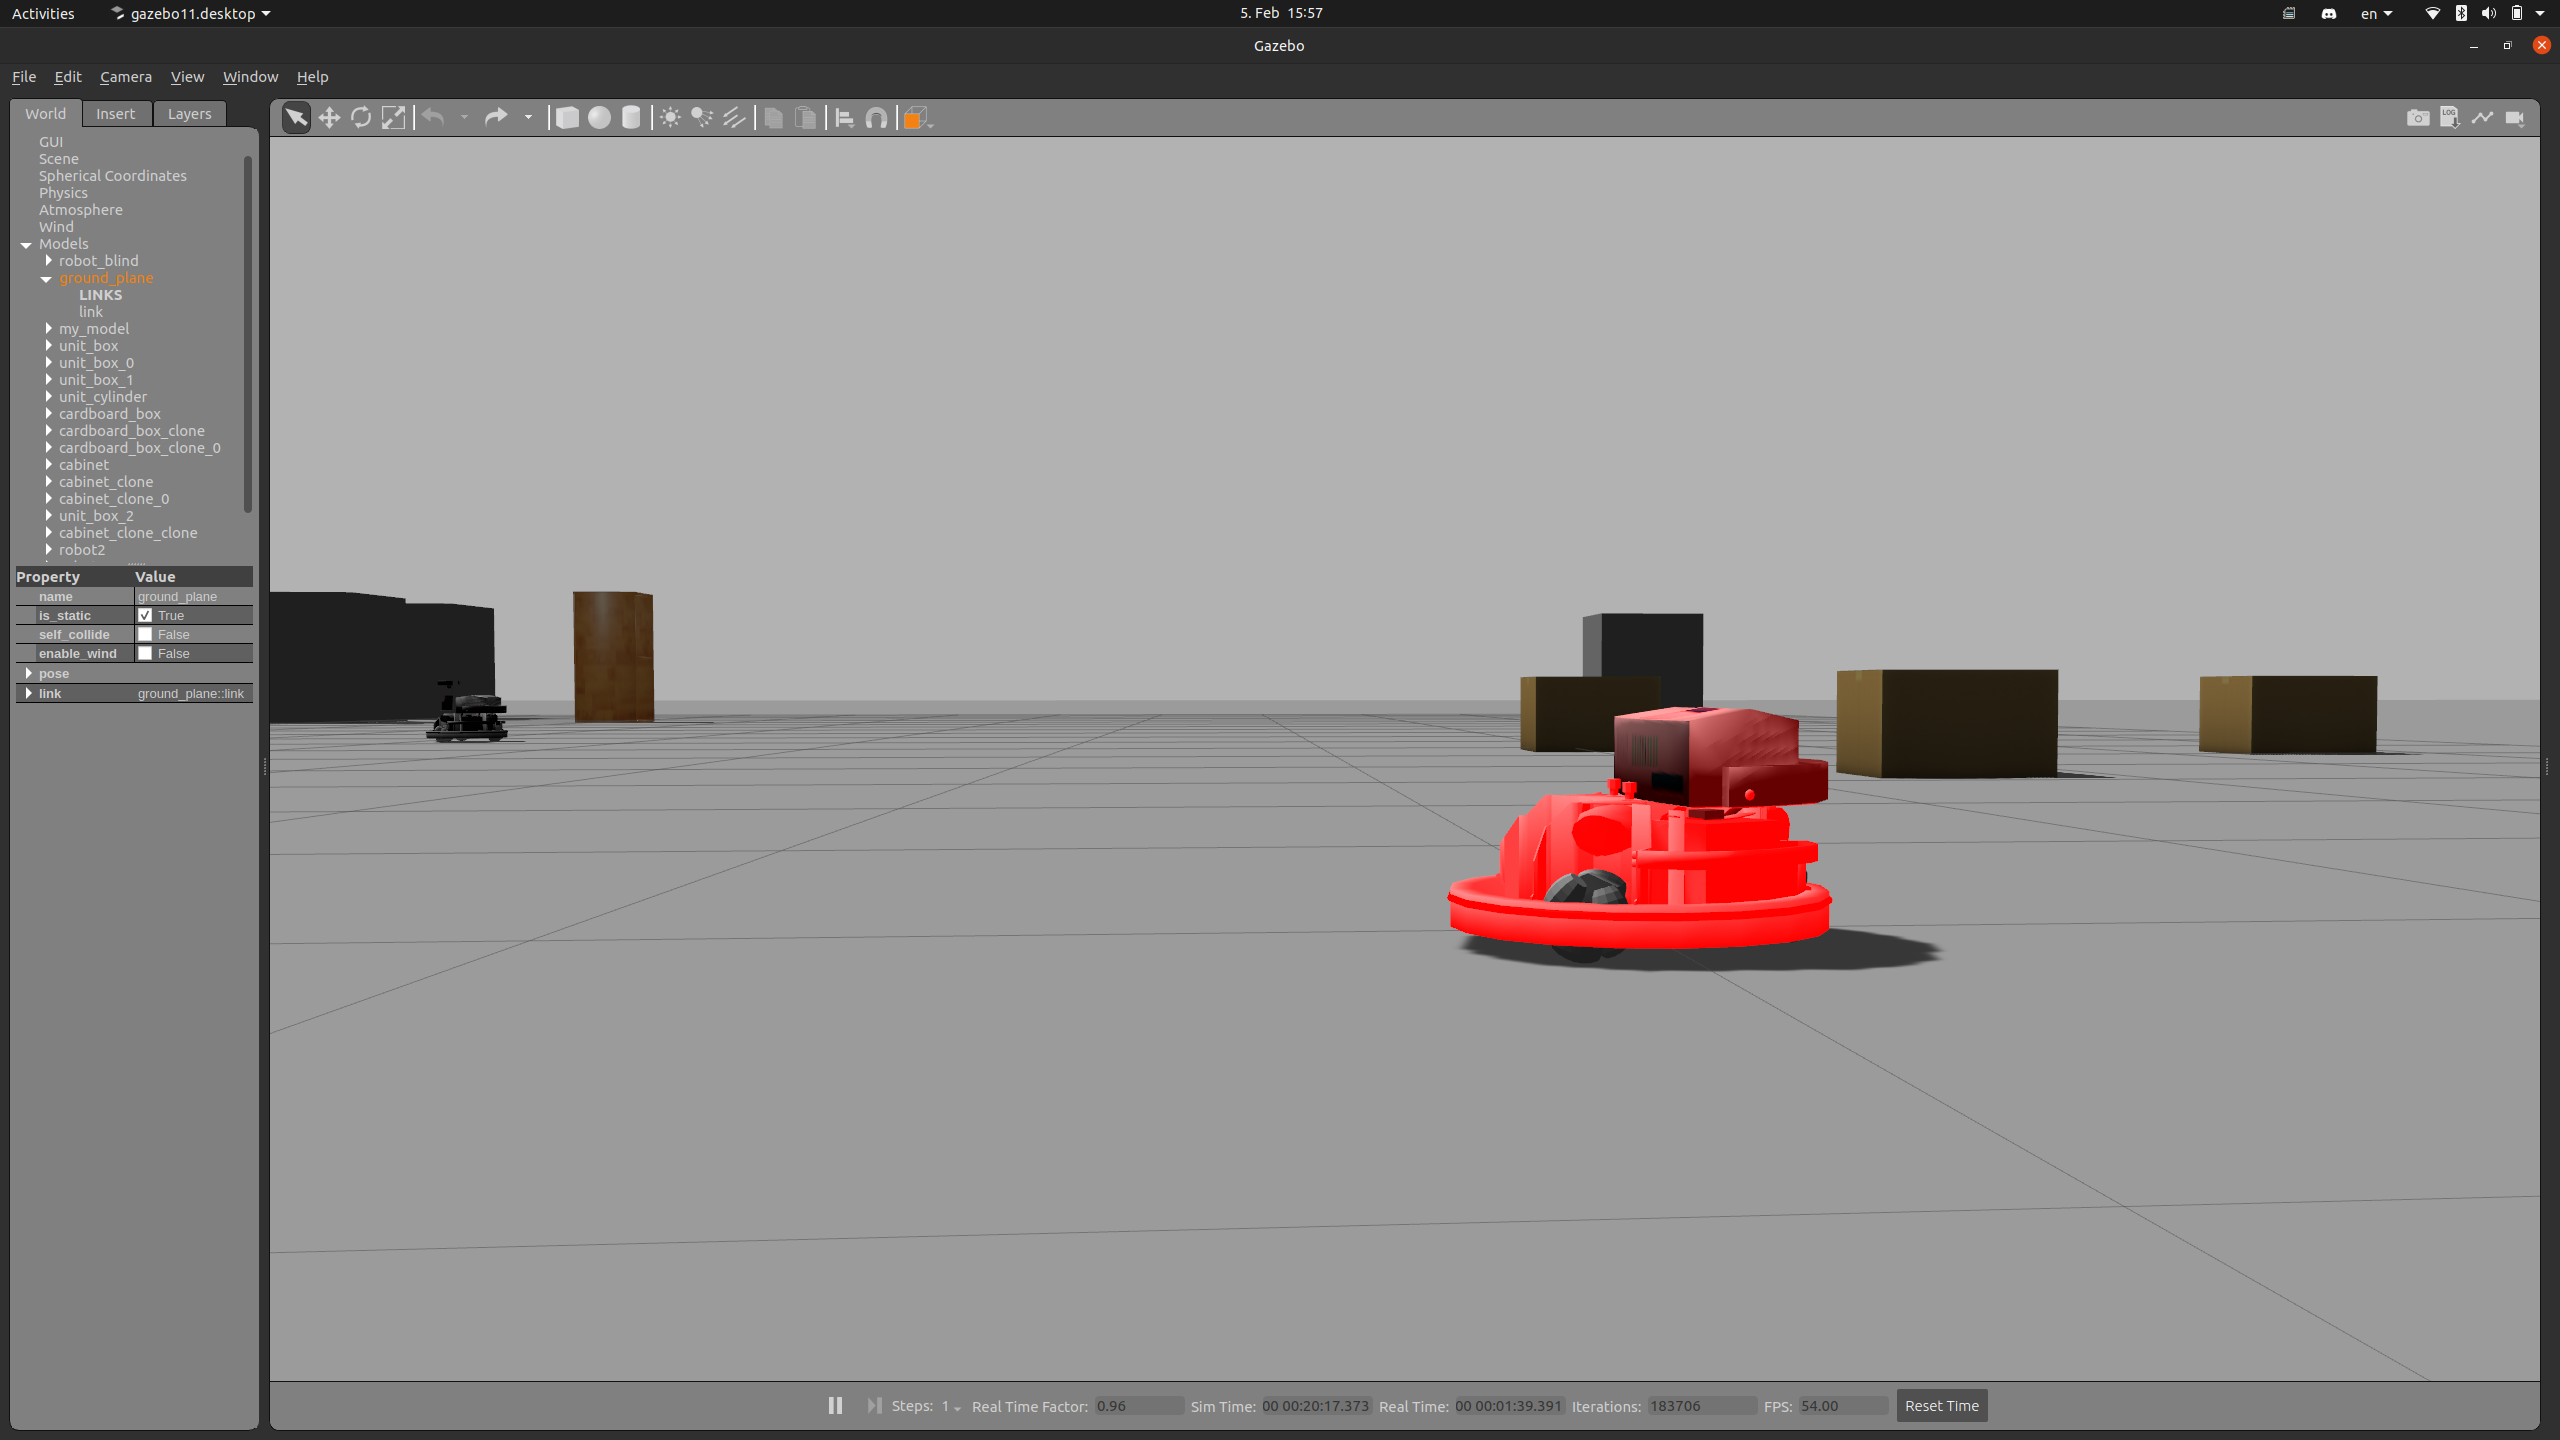 Activities gazebo11.desktop 5. Feb 15:57 en
Gazebo
File Edit Camera View Window Help
World Insert Layers
GUI
Scene
Spherical Coordinates
Physics
Atmosphere
Wind
Models
robot_blind
ground_plane
LINKS
link
my_model
unit_box
unit_box_0
unit_box_1
unit_cylinder
cardboard_box
cardboard_box_clone
cardboard_box_clone_0
cabinet
cabinet_clone
cabinet_clone_0
unit_box_2
cabinet_clone_clone
robot2
Property Value
name ground_plane
is_static True
self_collide False
enable_wind False
pose
link ground_plane::link
LOG
Steps: 1 Real Time Factor: 0.96 Sim Time: 00 00:20:17.373 Real Time: 00 00:01:39.391 Iterations: 183706 FPS: 54.00 Reset Time